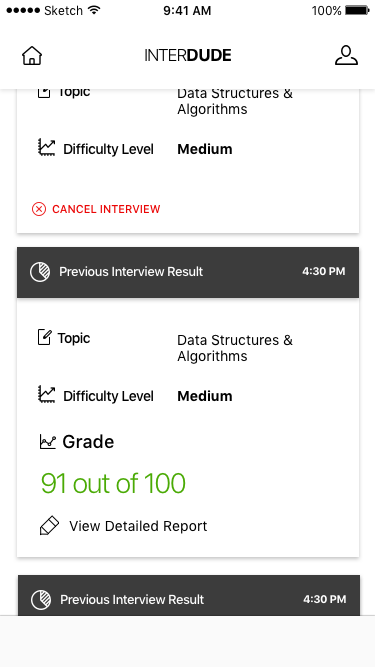 Sketch 9:41 AM 100%
INTERDUDE
Topic Data Structures &
Algorithms
Difficulty Level Medium
CANCEL INTERVIEW
Previous Interview Result 4:30 PM
Topic Data Structures &
Algorithms
Difficulty Level Medium
Grade
91 out of 100
View Detailed Report
Previous Interview Result 4:30 PM